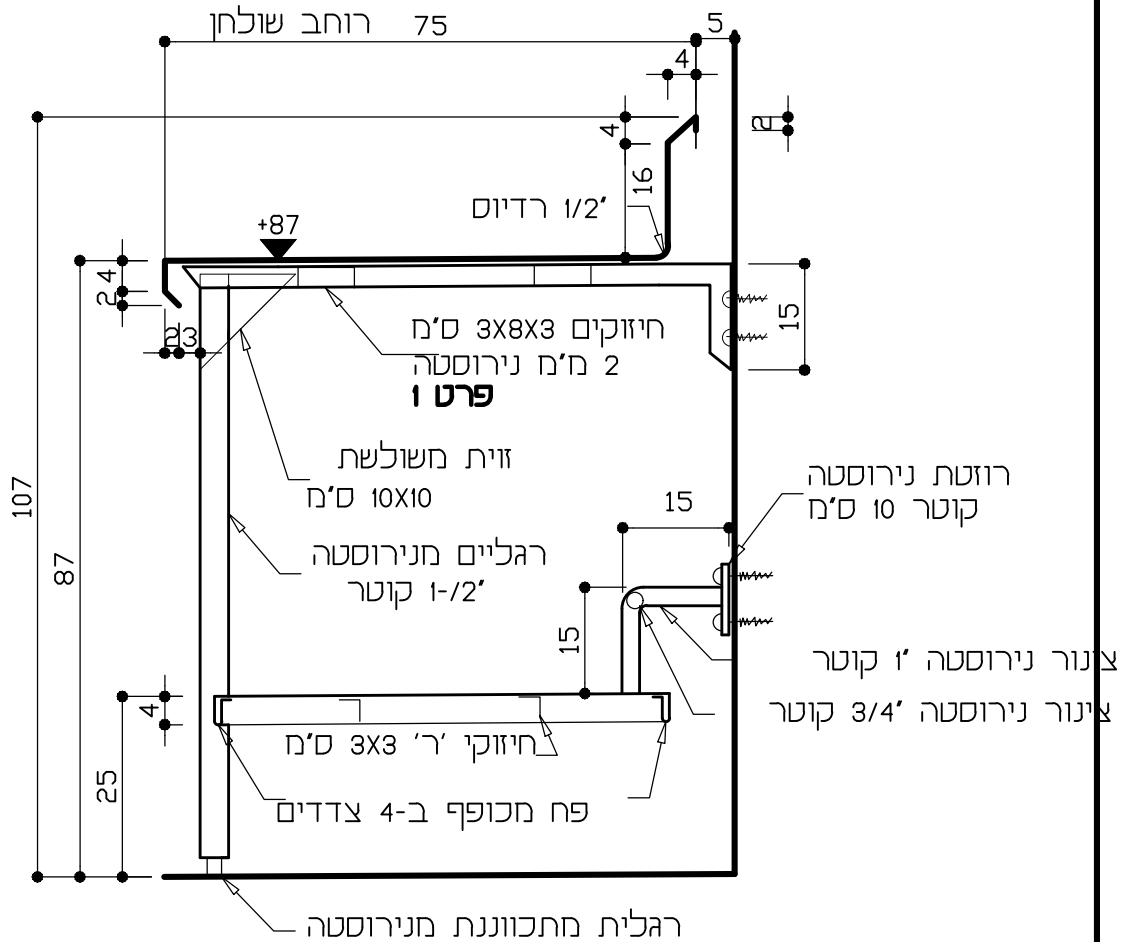 רוחב שולחן 75
5
4
4
2
16
1/2" רדיוס
+87
4
2
23
15
חיזוקים 3X8X3 ס"מ
2 מ"מ נירוסטה
פרט 1
זוית משולשת
10X10 ס"מ
107
87
רגליים מנירוסטה
1-/2" קוטר
15
רוזטת נירוסטה
קוטר 10 ס"מ
15
צינור נירוסטה 1" קוטר
צינור נירוסטה 3/4" קוטר
4
25
חיזוקי 'ר' 3X3 ס"מ
פח מכופף ב-4 צדדים
רגלית מתכווננת מנירוסטה